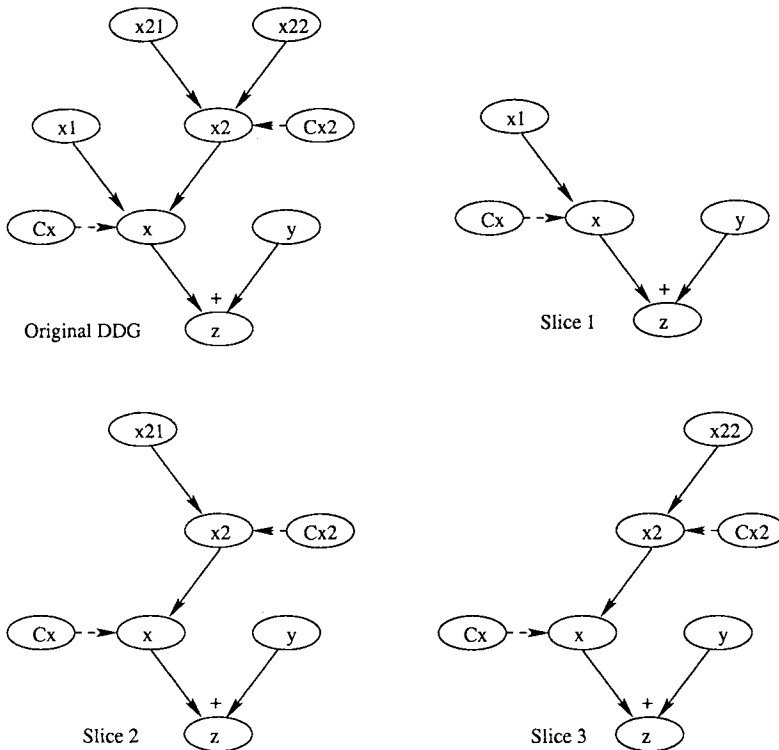 x21 x22
x1 x2 Cx2
Cx x y
+
Original DDG z
x1
Cx x y
+
Slice 1 z
x21
x2 Cx2
Cx x y
+
Slice 2 z
x22
x2 Cx2
Cx x y
+
Slice 3 z